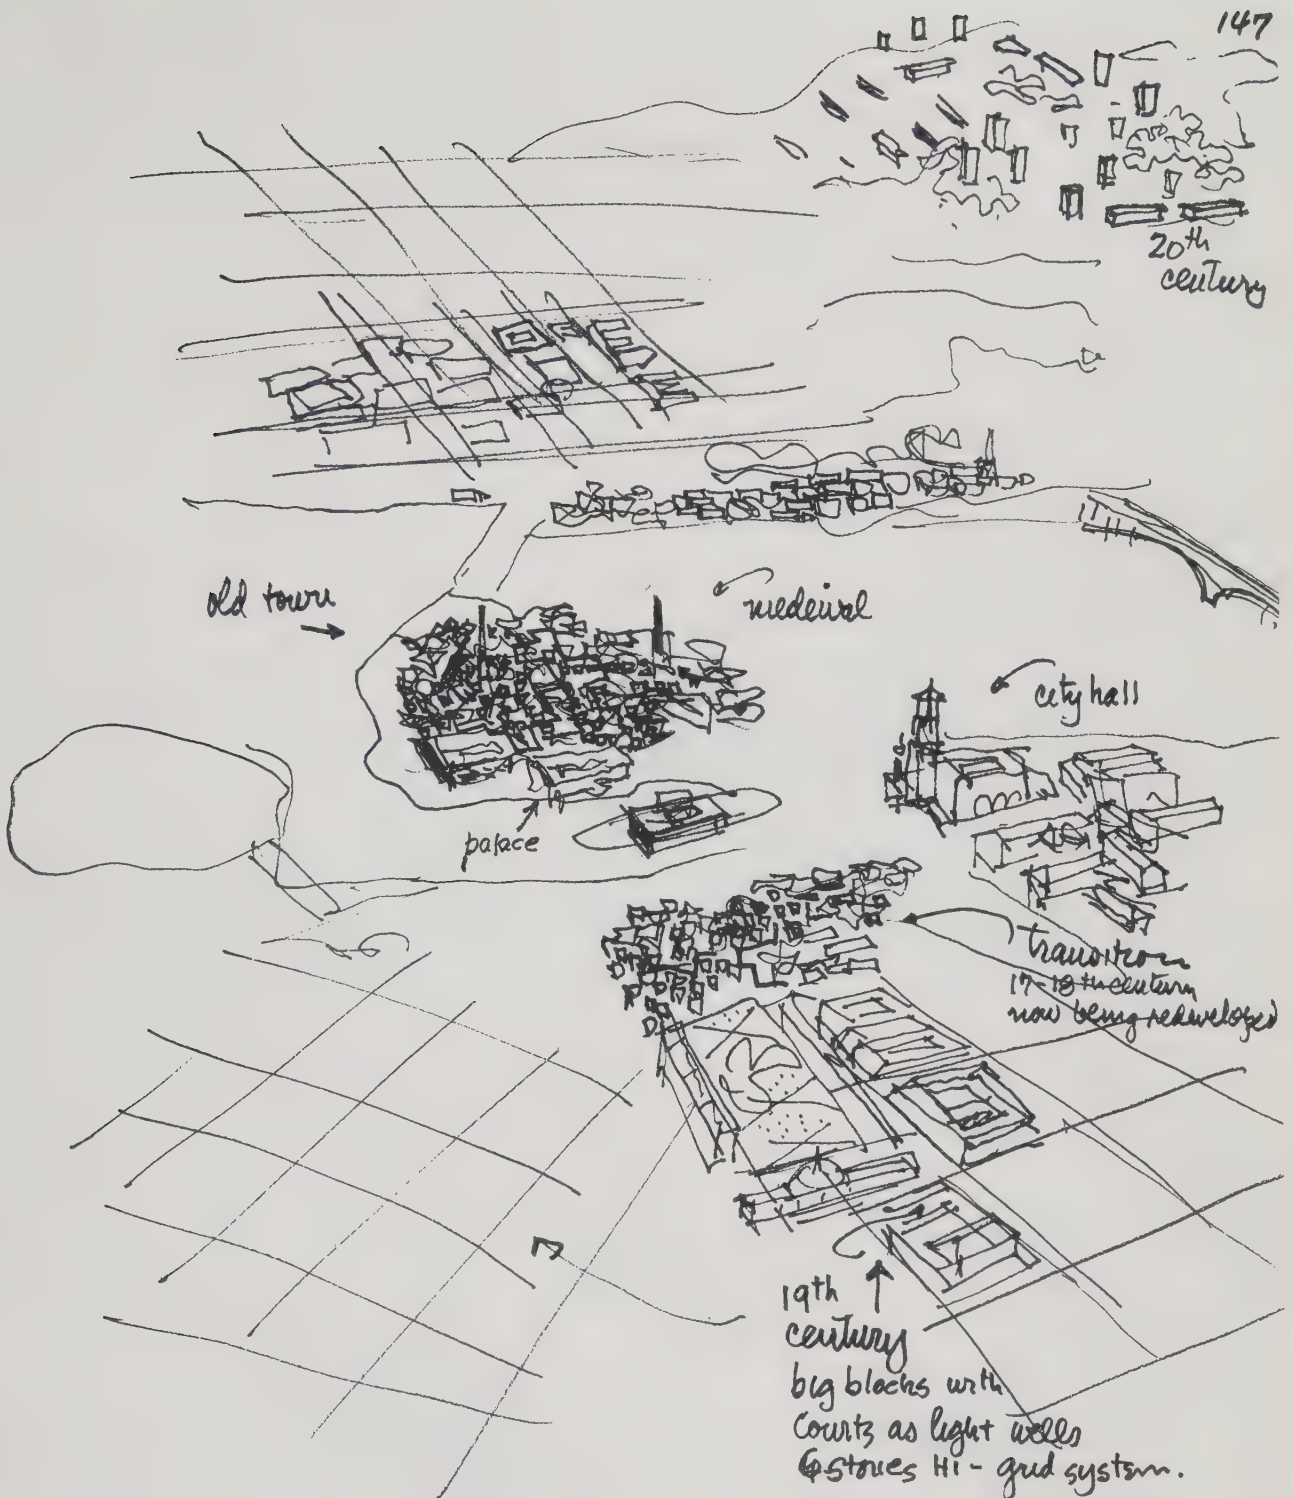 147
20th
century
old town
medeival
city hall
palace
transition
17-18th century
now being redeveloped
19th
century
big blocks with
Courts as light wells
6 stories Hi - grid system.